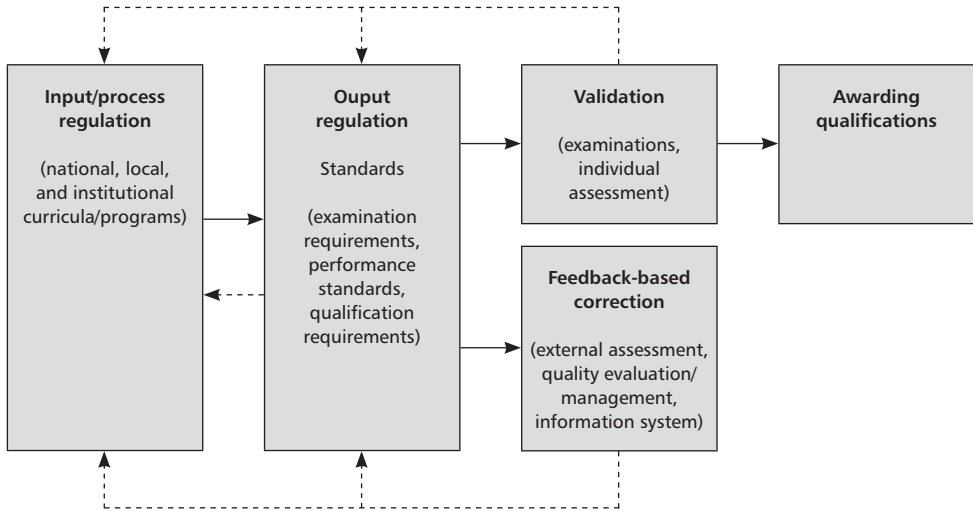 Input/process
regulation
(national, local,
and institutional
curricula/programs)
Ouput
regulation
Standards
(examination
requirements,
performance
standards,
qualification
requirements)
Validation
(examinations,
individual
assessment)
Feedback-based
correction
(external assessment,
quality evaluation/
management,
information system)
Awarding
qualifications